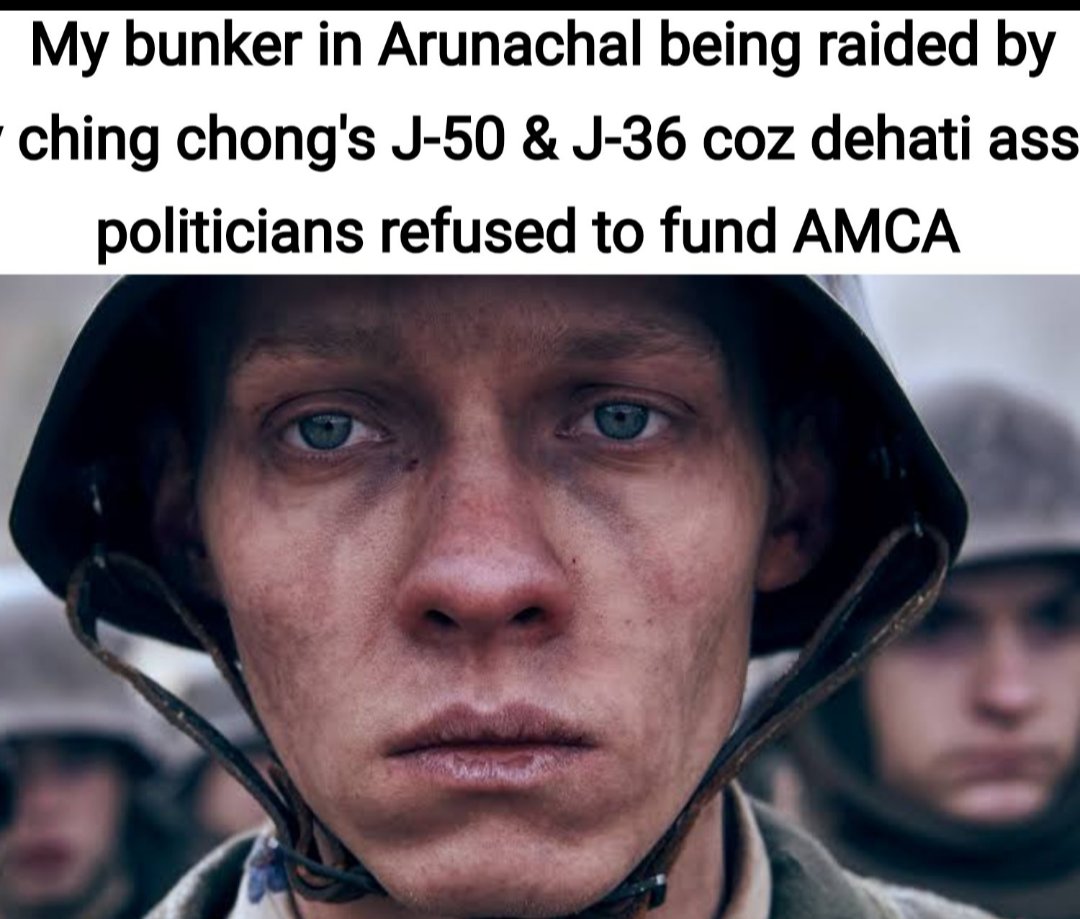 My bunker in Arunachal being raided by
ching chong's J-50 & J-36 coz dehati ass
politicians refused to fund AMCA